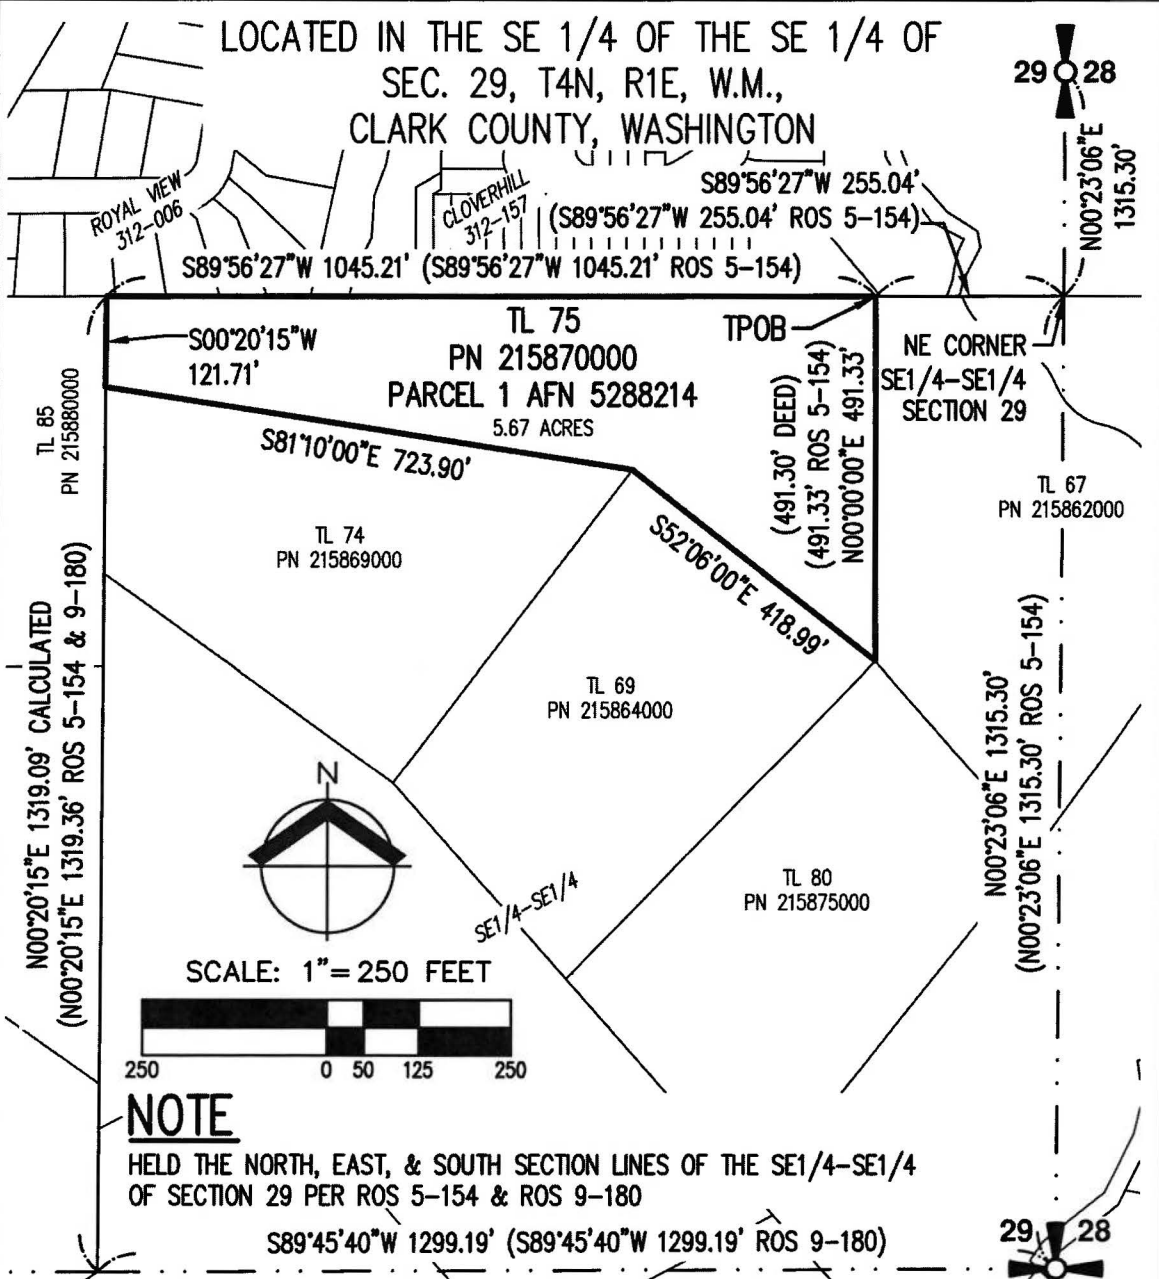 LOCATED IN THE SE 1/4 OF THE SE 1/4 OF
SEC. 29, T4N, R1E, W.M.,
CLARK COUNTY, WASHINGTON
29 28
N00°23'06"E
1315.30'
ROYAL VIEW
312-006
CLOVERHILL
312-157
S89°56'27"W 255.04'
(S89°56'27"W 255.04' ROS 5-154)
S89°56'27"W 1045.21' (S89°56'27"W 1045.21' ROS 5-154)
S00°20'15"W
121.71'
TL 75
PN 215870000
PARCEL 1 AFN 5288214
5.67 ACRES
TPOB
NE CORNER
SE1/4-SE1/4
SECTION 29
(491.30' DEED)
(491.33' ROS 5-154)
N00°00'00"E 491.33'
TL 85
PN 215880000
S81°10'00"E 723.90'
S52°06'00"E 418.99'
TL 67
PN 215862000
TL 74
PN 215869000
TL 69
PN 215864000
N00°20'15"E 1319.09' CALCULATED
(N00°20'15"E 1319.36' ROS 5-154 & 9-180)
N00°23'06"E 1315.30'
(N00°23'06"E 1315.30' ROS 5-154)
N
TL 80
PN 215875000
SE1/4-SE1/4
SCALE: 1"= 250 FEET
250 0 50 125 250
NOTE
HELD THE NORTH, EAST, & SOUTH SECTION LINES OF THE SE1/4-SE1/4
OF SECTION 29 PER ROS 5-154 & ROS 9-180
S89°45'40"W 1299.19' (S89°45'40"W 1299.19' ROS 9-180)
29 28